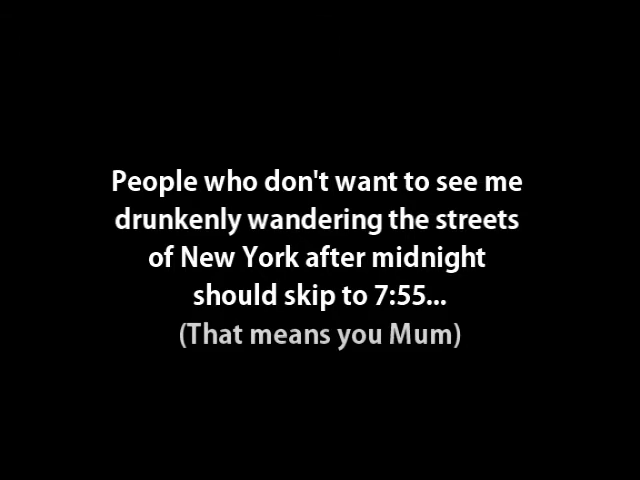 People who don't want to see me
drunkenly wandering the streets
of New York after midnight
should skip to 7:55...
(That means you Mum)